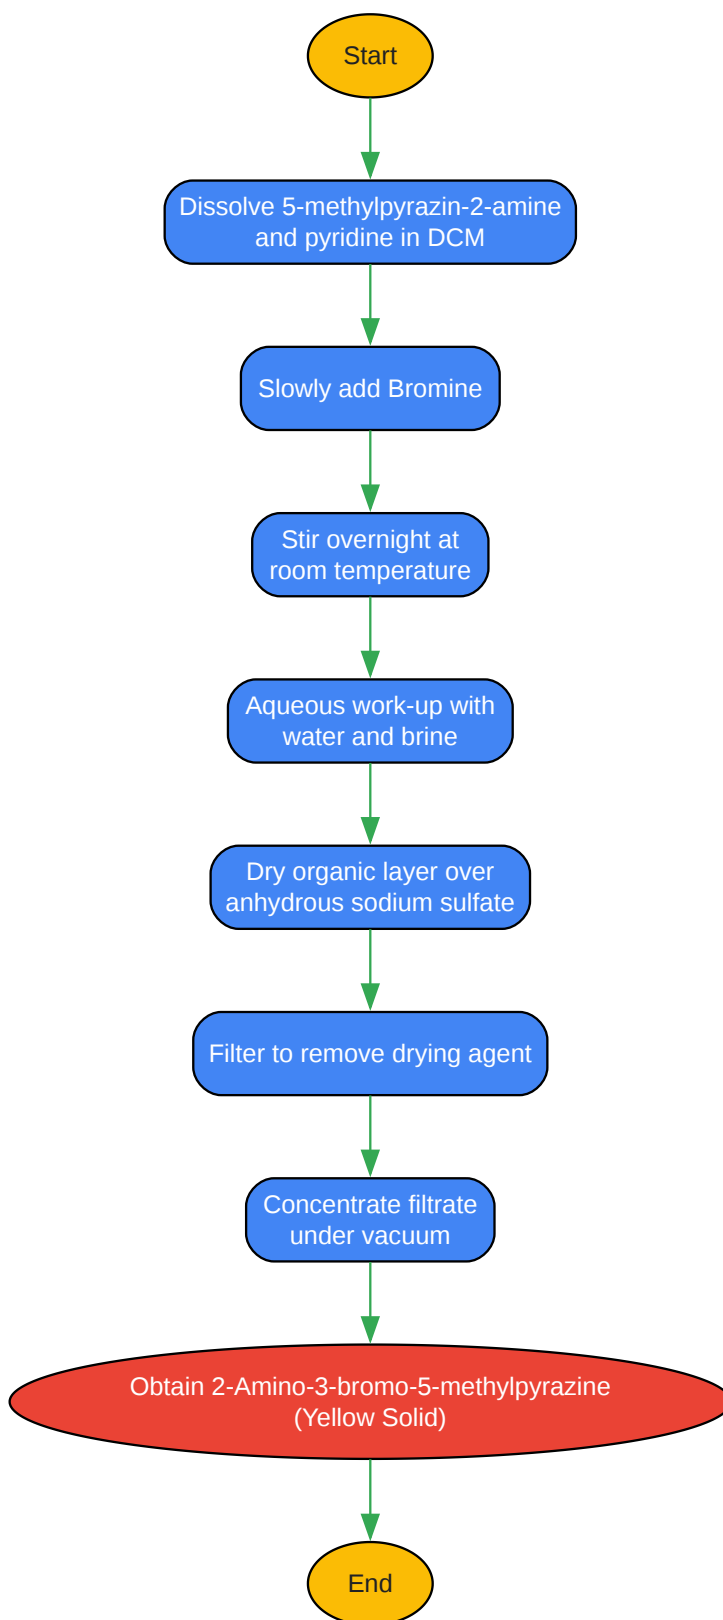 Start
Dissolve 5-methylpyrazin-2-amine
and pyridine in DCM
Slowly add Bromine
Stir overnight at
room temperature
Aqueous work-up with
water and brine
Dry organic layer over
anhydrous sodium sulfate
Filter to remove drying agent
Concentrate filtrate
under vacuum
Obtain 2-Amino-3-bromo-5-methylpyrazine
(Yellow Solid)
End